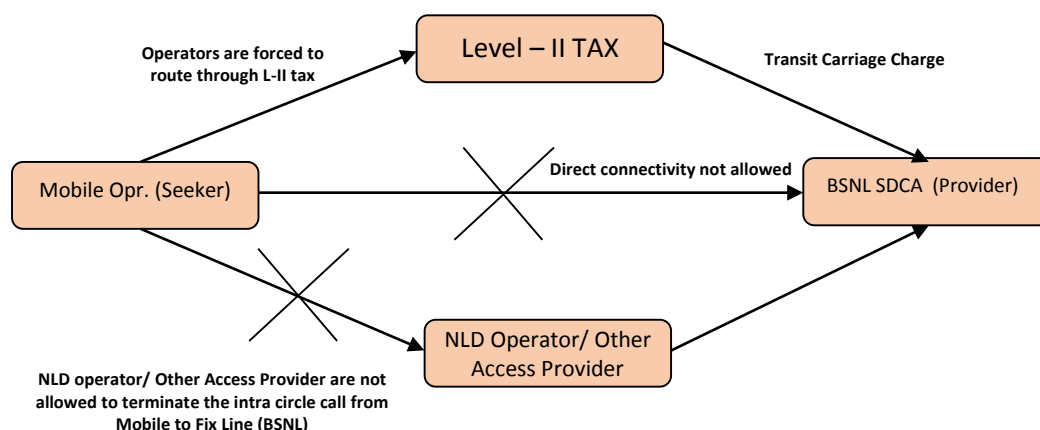 Operators are forced to
route through L-II tax
Level – II TAX
Transit Carriage Charge
Direct connectivity not allowed
Mobile Opr. (Seeker)
BSNL SDCA (Provider)
NLD Operator/ Other
Access Provider
NLD operator/ Other Access Provider are not
allowed to terminate the intra circle call from
Mobile to Fix Line (BSNL)